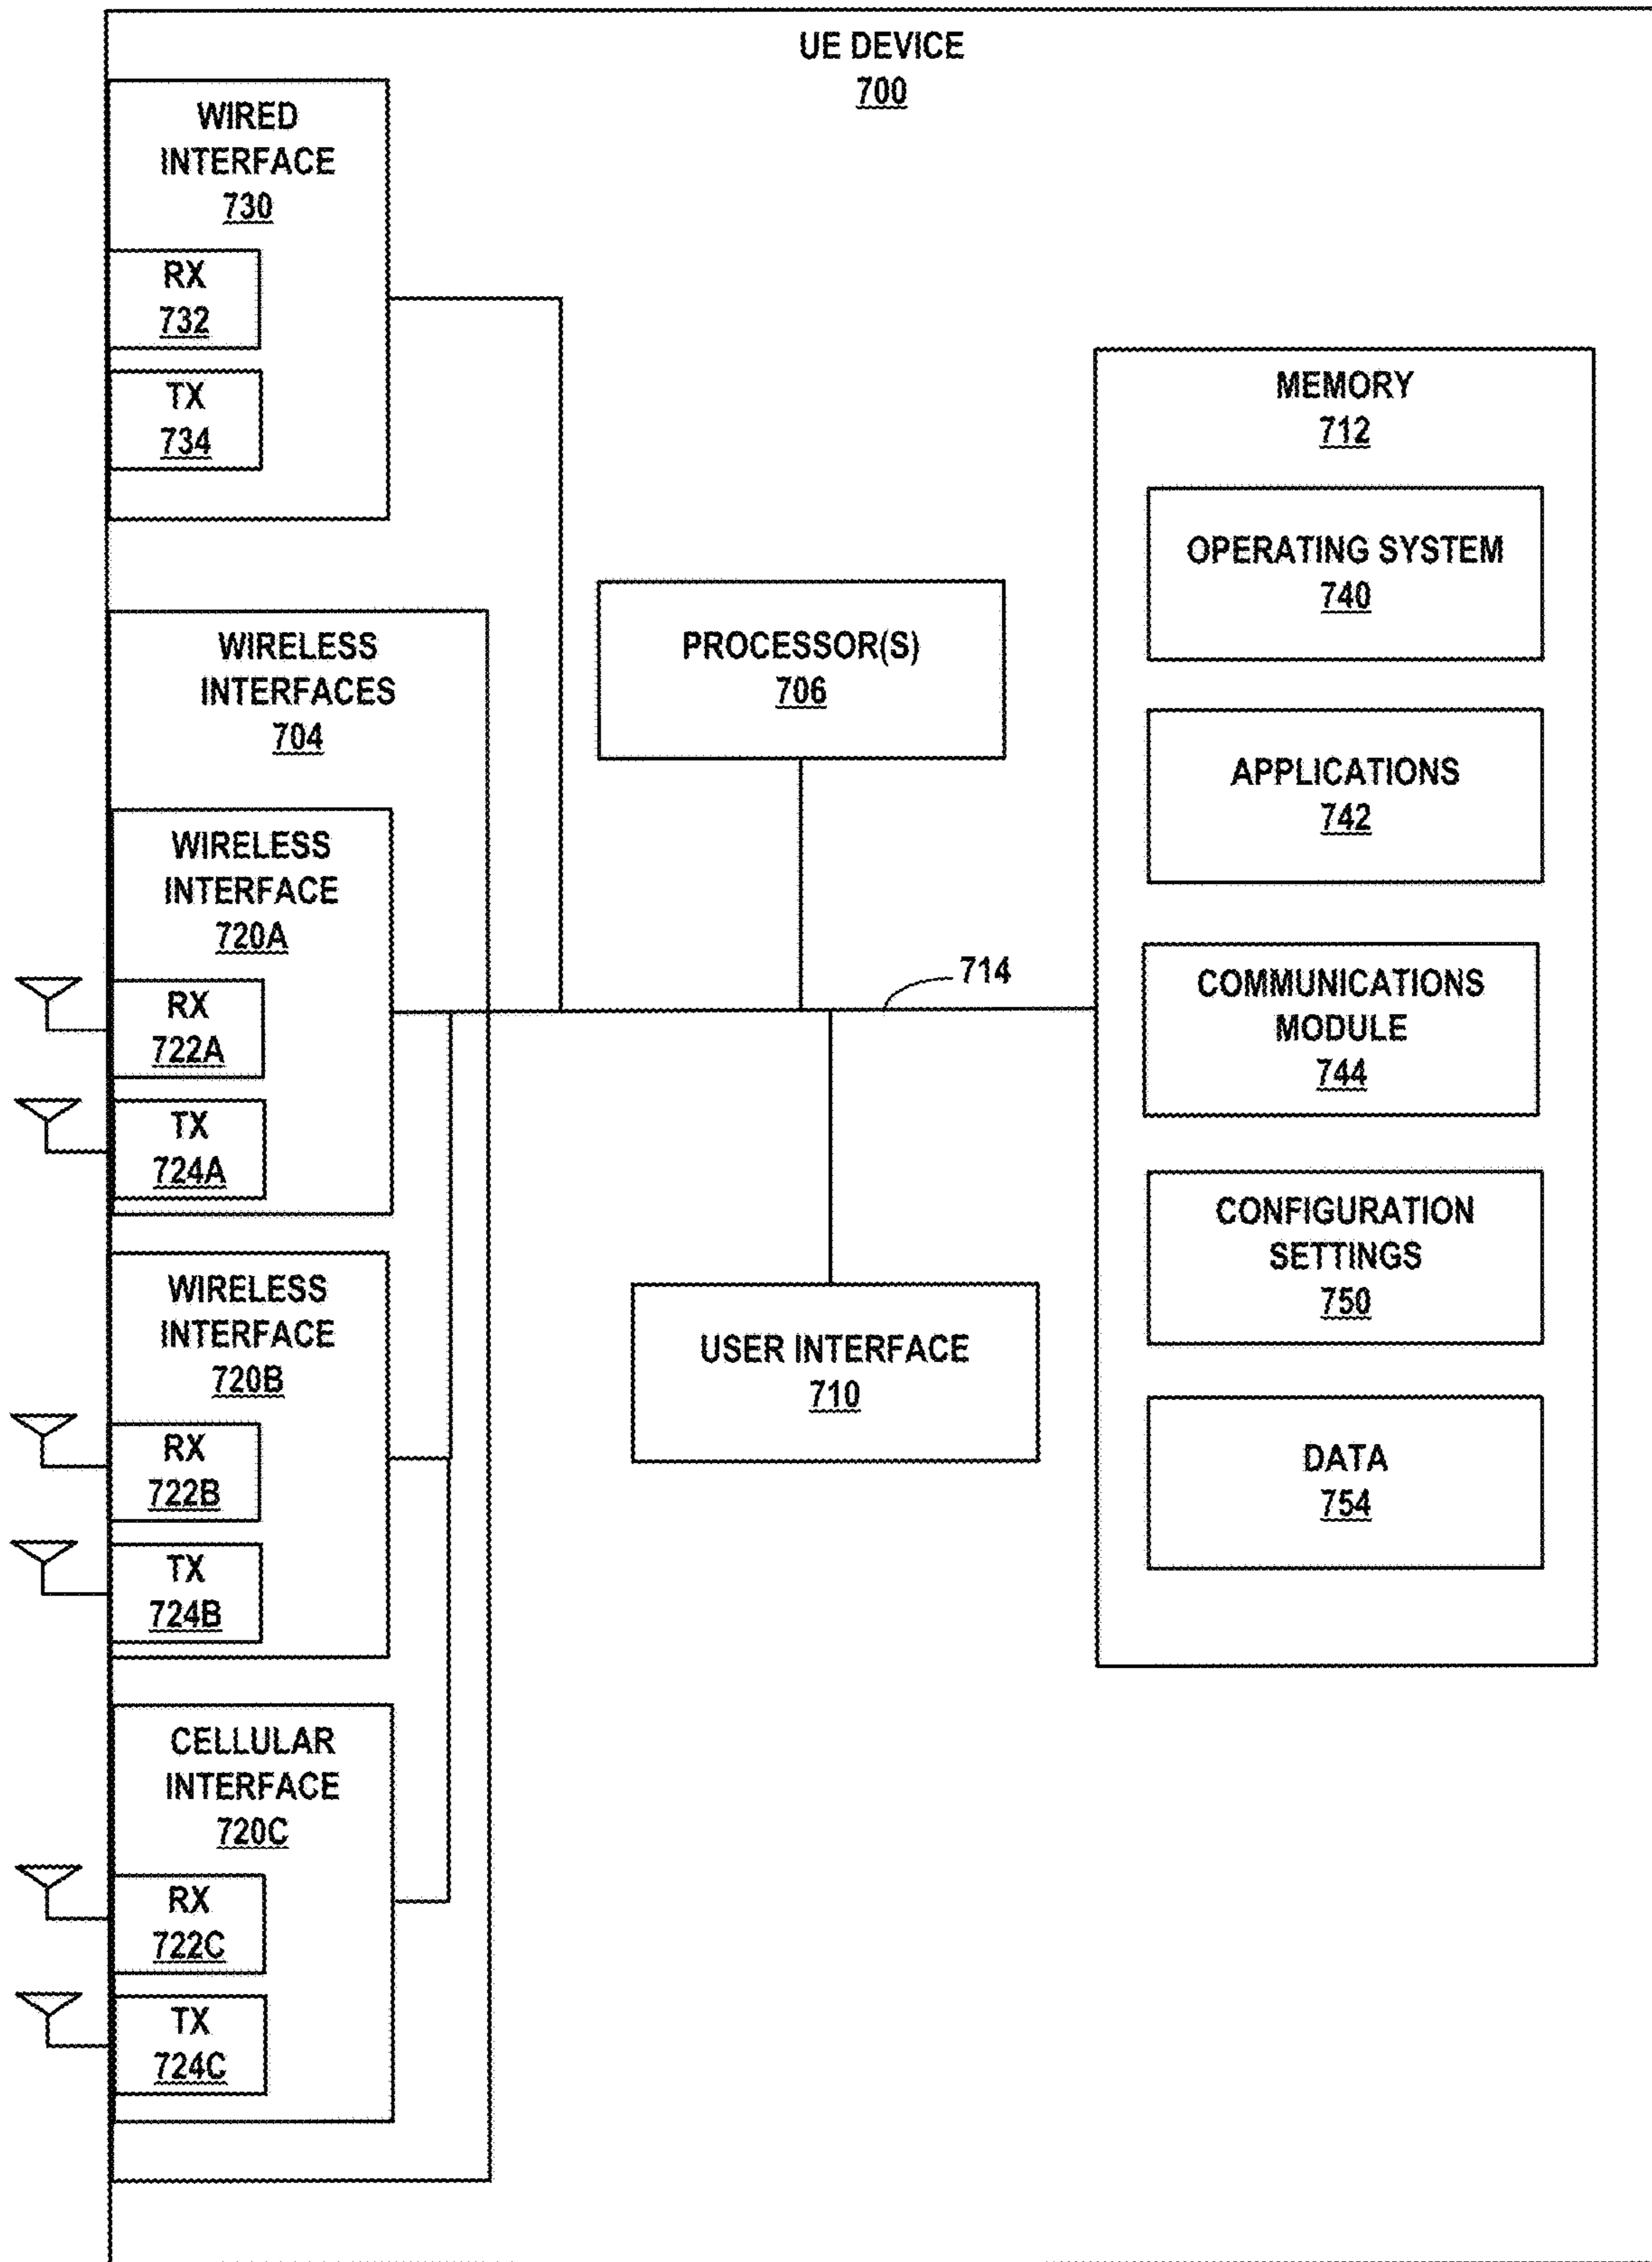 UE DEVICE
700
WIRED
INTERFACE
730
RX
732
TX
734
WIRELESS
INTERFACES
704
WIRELESS
INTERFACE
720A
RX
722A
TX
724A
WIRELESS
INTERFACE
720B
RX
722B
TX
724B
CELLULAR
INTERFACE
720C
RX
722C
TX
724C
PROCESSOR(S)
706
714
USER INTERFACE
710
MEMORY
712
OPERATING SYSTEM
740
APPLICATIONS
742
COMMUNICATIONS
MODULE
744
CONFIGURATION
SETTINGS
750
DATA
754